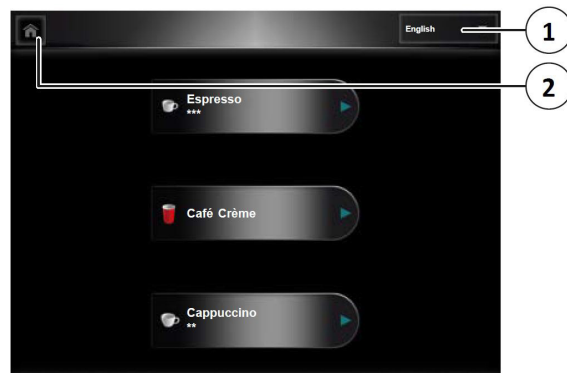 English
1
2
Espresso
***
Café Crème
Cappuccino
**